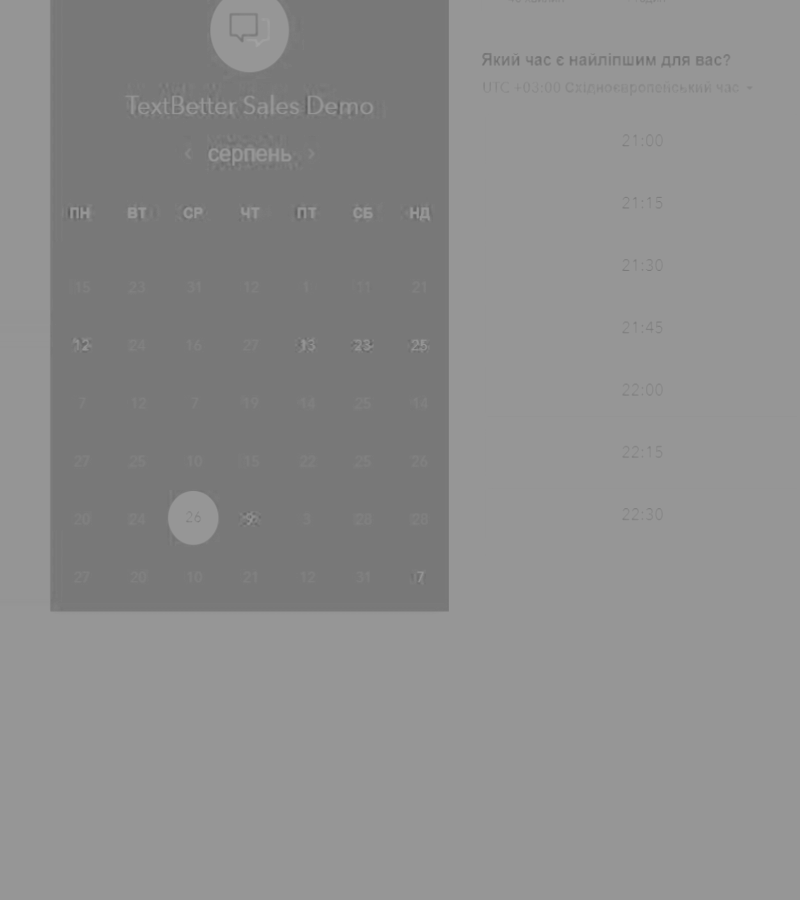 TextBetter Sales Demo
‹ серпень ›
ПН ВТ СР ЧТ ПТ СБ НД
15 23 31 12 1 11 21
12 24 16 27 13 23 25
7 12 7 19 14 25 14
27 25 10 15 22 25 26
20 24 26 9 3 28 28
27 20 10 21 12 31 7
Який час є найліпшим для вас?
UTC +03:00 Східноєвропейський час
21:00
21:15
21:30
21:45
22:00
22:15
22:30